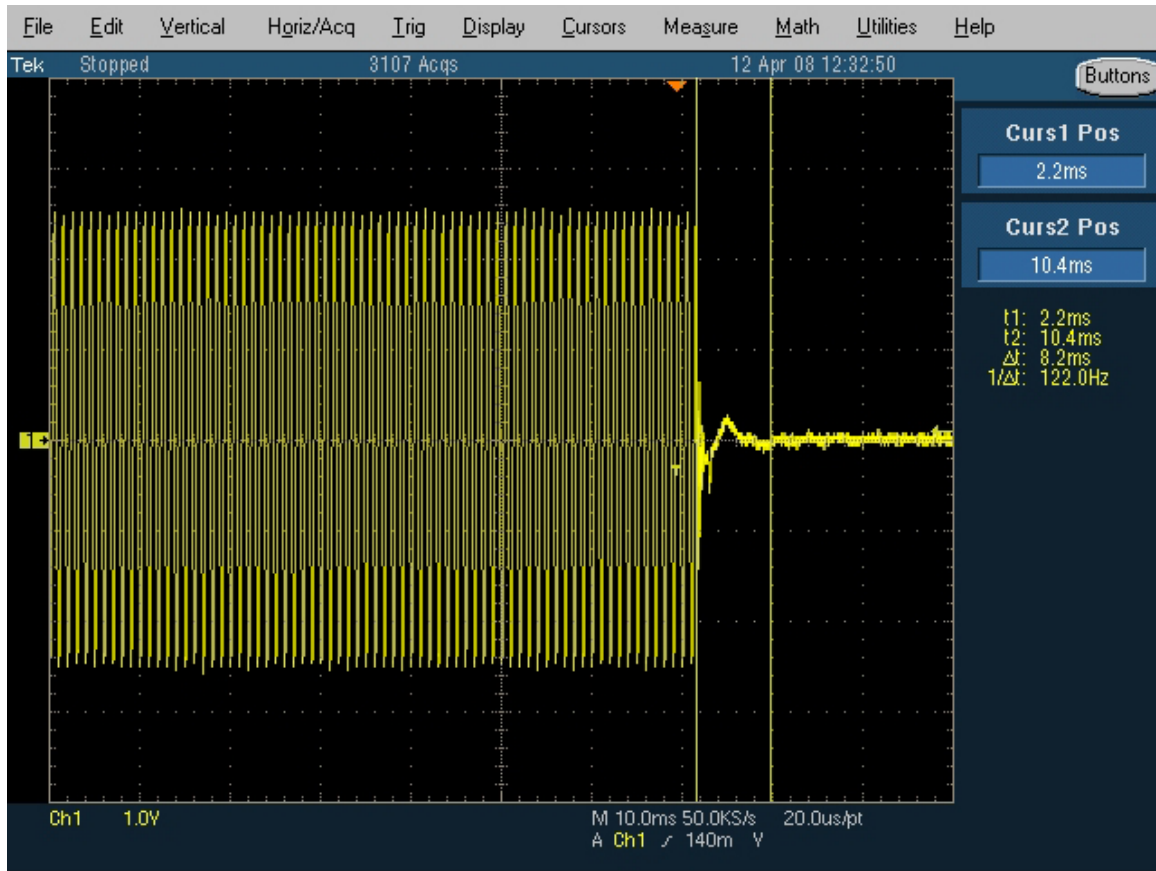 File Edit Vertical Horiz/Acq Trig Display Cursors Measure Math Utilities Help
Tek Stopped 3107 Acqs 12 Apr 08 12:32:50
Buttons
Curs1 Pos
2.2ms
Curs2 Pos
10.4ms
t1: 2.2ms
t2: 10.4ms
Δt: 8.2ms
1/Δt: 122.0Hz
1
T
Ch1 1.0V M 10.0ms 50.0KS/s 20.0us/pt
A Ch1 ∕ 140m V